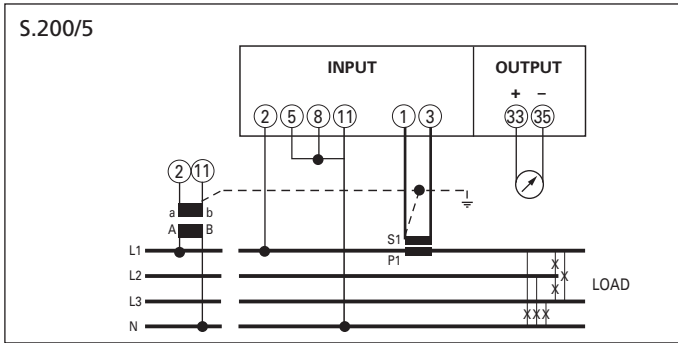 S.200/5
INPUT
OUTPUT
+ −
2 5 8 11 1 3 33 35
2 11
a b
A B
S1
P1
L1
L2
L3
N
LOAD